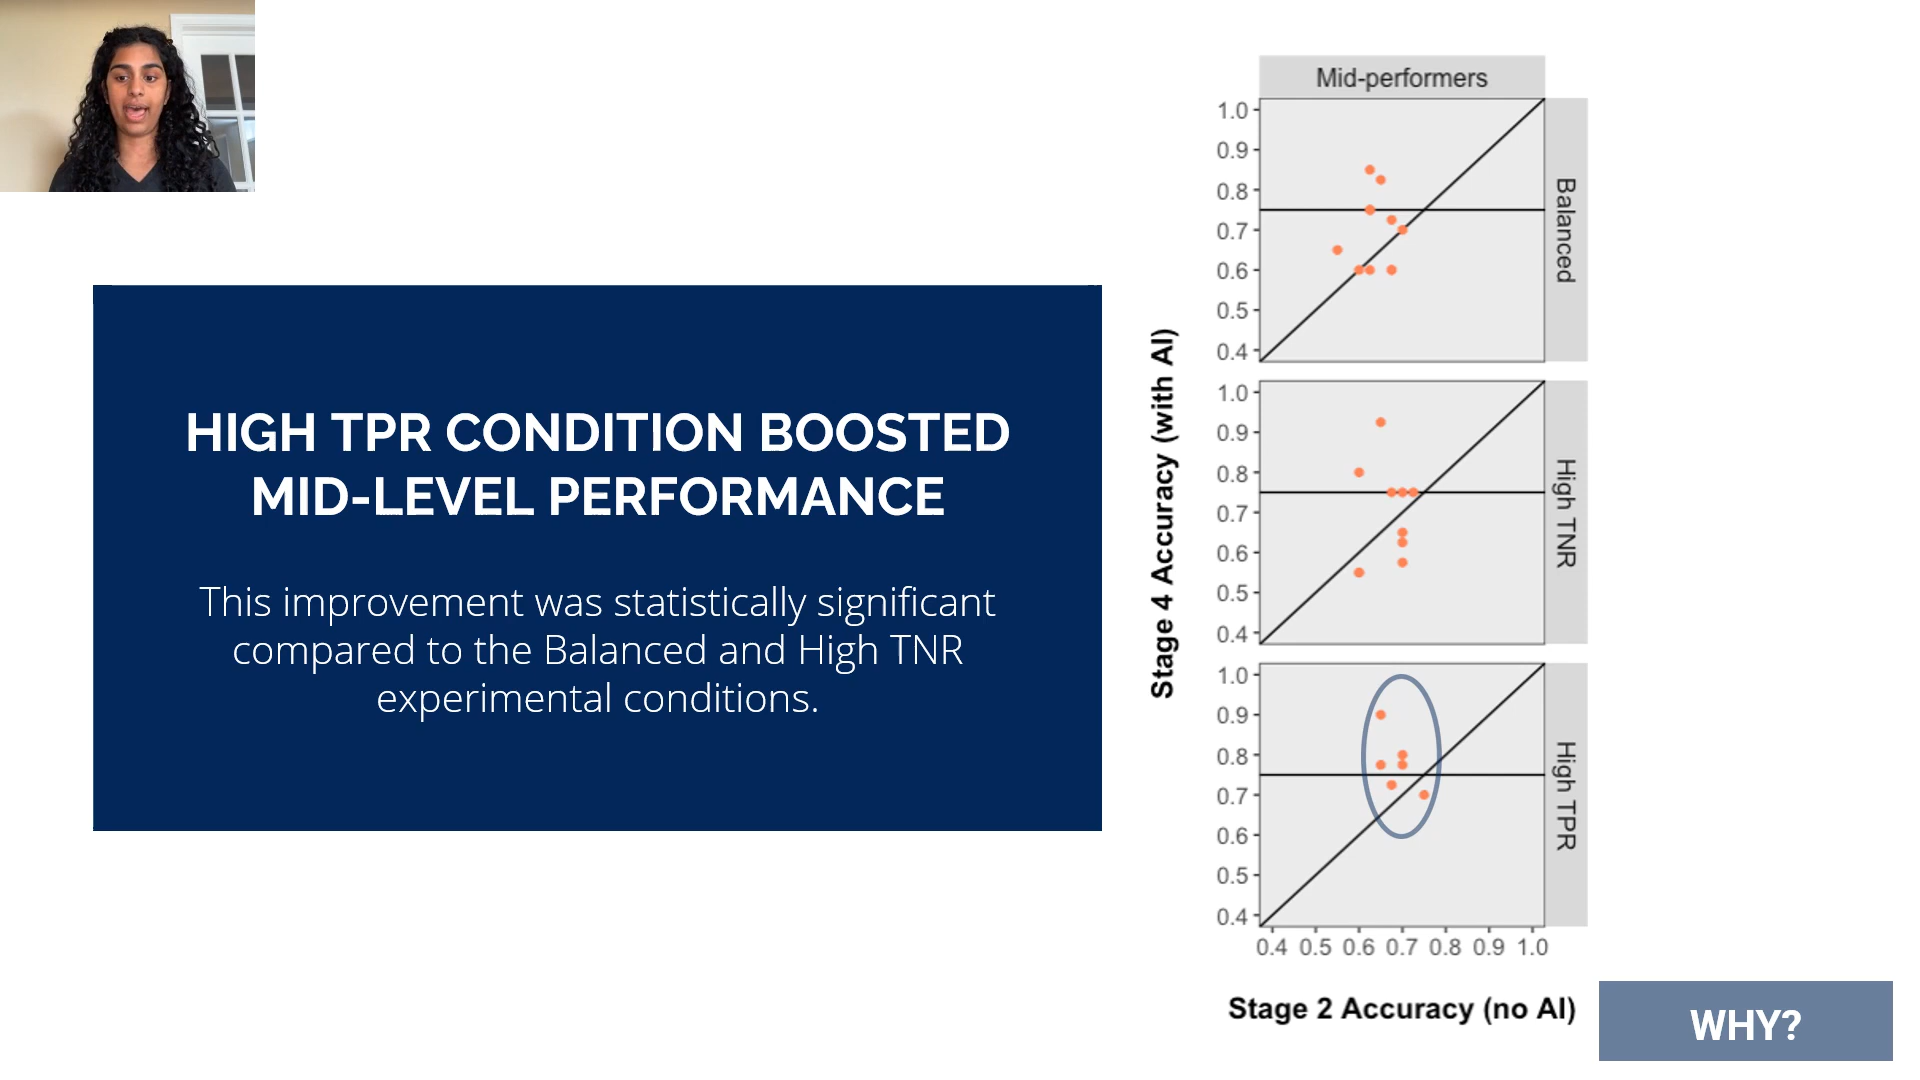 HIGH TPR CONDITION BOOSTED
MID-LEVEL PERFORMANCE
This improvement was statistically significant
compared to the Balanced and High TNR
experimental conditions.
Mid-performers
1.0
0.9
0.8
0.7
0.6
0.5
0.4
Balanced
1.0
0.9
0.8
0.7
0.6
0.5
0.4
High TNR
1.0
0.9
0.8
0.7
0.6
0.5
0.4
High TPR
Stage 4 Accuracy (with AI)
0.4 0.5 0.6 0.7 0.8 0.9 1.0
Stage 2 Accuracy (no AI)
WHY?